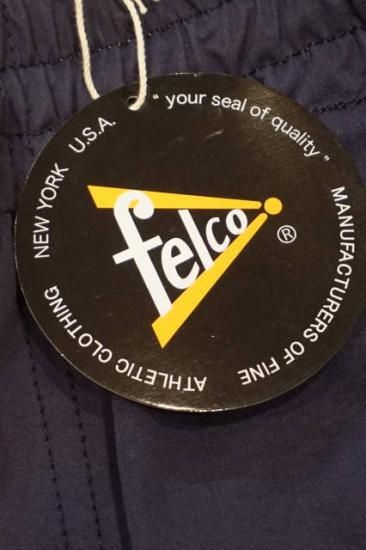 NEW YORK U.S.A. "your seal of quality"
MANUFACTURERS OF FINE
ATHLETIC CLOTHING
felco
®